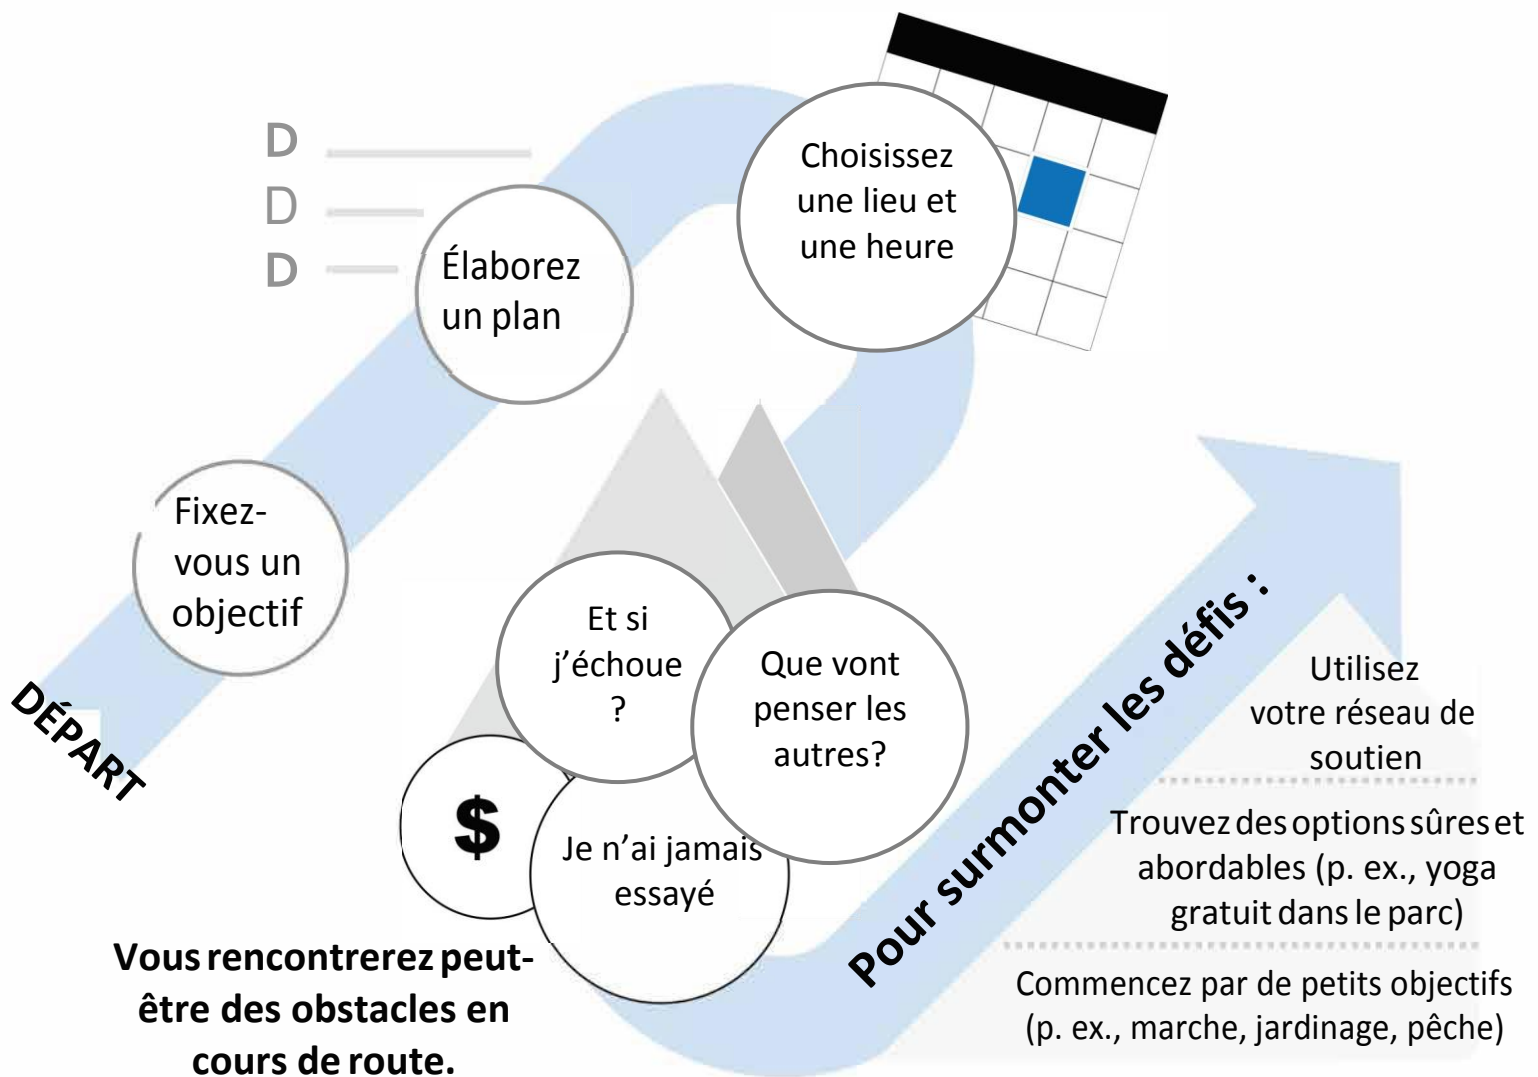 DÉPART
Fixez-
vous un
objectif
D
D
D
Élaborez
un plan
Choisissez
une lieu et
une heure
Et si
j’échoue
?
Que vont
penser les
autres?
$
Je n’ai jamais
essayé
Vous rencontrerez peut-
être des obstacles en
cours de route.
Pour surmonter les défis :
Utilisez
votre réseau de
soutien
Trouvez des options sûres et
abordables (p. ex., yoga
gratuit dans le parc)
Commencez par de petits objectifs
(p. ex., marche, jardinage, pêche)